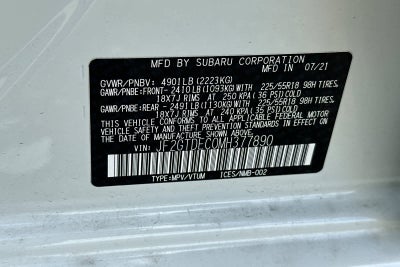 MFD BY SUBARU CORPORATION
MFD IN 07/21
GVWR/PNBV: 4901LB (2223KG)
GAWR/PNBE:FRONT- 2410LB (1093KG) WITH 225/55R18 98H TIRES,
18X7J RIMS AT 250 KPA ( 36 PSI) COLD
GAWR/PNBE:REAR -2491LB (1130KG) WITH 225/55R18 98H TIRES,
18X7J RIMS AT 240 KPA ( 35 PSI) COLD
THIS VEHICLE CONFORMS TO ALL APPLICABLE FEDERAL MOTOR
VEHICLE SAFETY, BUMPER, AND THEFT PREVENTION STANDARDS
IN EFFECT ON THE DATE OF MANUFACTURE SHOWN ABOVE.
VIN: JF2GTDEC0MH377890
TYPE:MPV/VTUM ICES/NMB-002